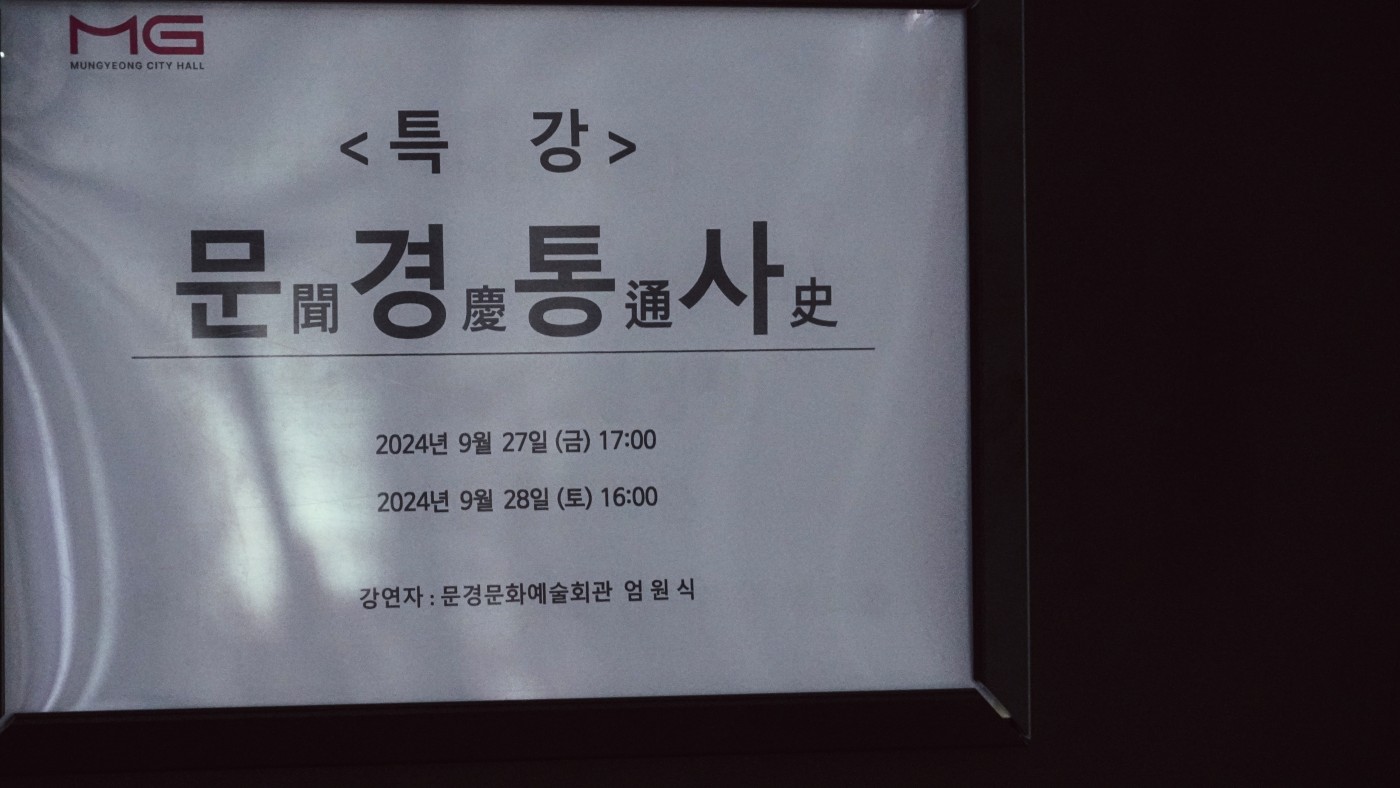 MG
MUNGYEONG CITY HALL
<특 강>
문聞경慶통通사史
2024년 9월 27일 (금) 17:00
2024년 9월 28일 (토) 16:00
강연자 : 문경문화예술회관 엄 원 식